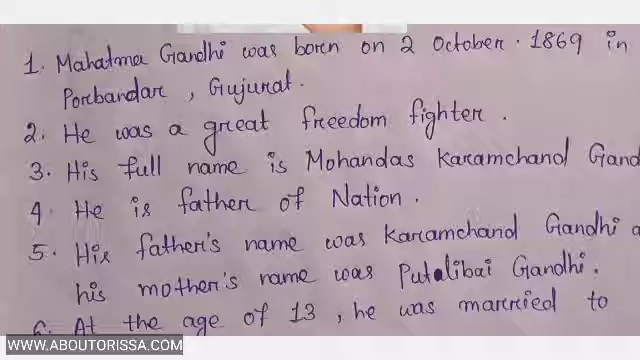 1. Mahatma Gandhi was born on 2 October. 1869 in
Porbandar, Gujurat.
2. He was a great freedom fighter.
3. His full name is Mohandas Karamchand Gand
4. He is father of Nation.
5. His father's name was Karamchand Gandhi a
his mother's name was Putalibai Gandhi.
6. At the age of 13, he was married to
WWW.ABOUTORISSA.COM